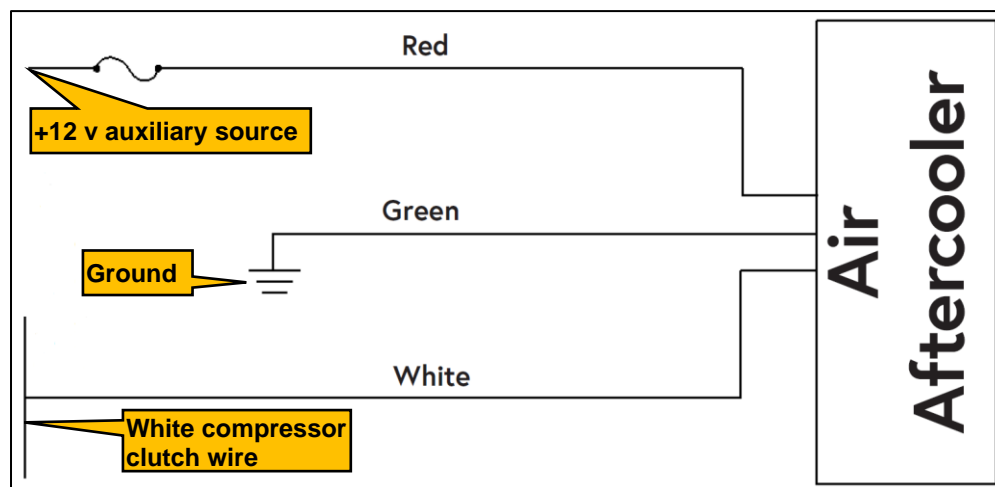 Red
+12 v auxiliary source
Green
Ground
White
White compressor
clutch wire
Air
Aftercooler